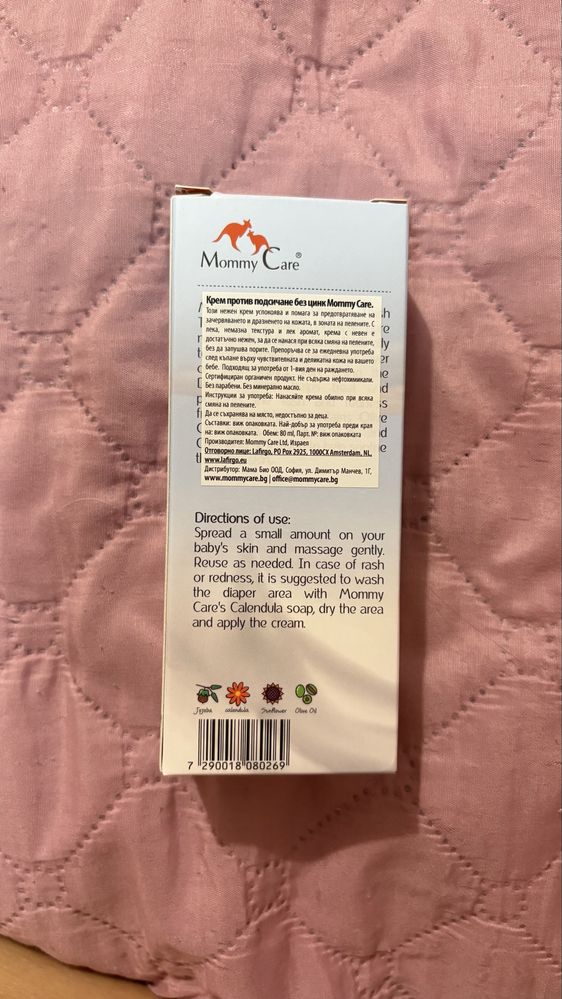 Mommy Care®
Крем против подсичане без цинк Mommy Care.
Този нежен крем успокоява и помага за предотвратяване на
зачервяването и дразненето на кожата, в зоната на пелените. С
лека, немазна текстура и лек аромат, крема с невен е
достатъчно нежен, за да се нанася при всяка смяна на пелените,
без да запушва порите. Препоръчва се за ежедневна употреба
след къпане върху чувствителната и деликатна кожа на вашето
бебе. Подходящ за употреба от 1-вия ден на раждането.
Сертифициран органичен продукт. Не съдържа нефтохимикали.
Без парабени. Без минерално масло.
Инструкции за употреба: Нанасяйте крема обилно при всяка
смяна на пелените.
Да се съхранява на място, недостъпно за деца.
Съставки: виж опаковката. Най-добър за употреба преди края
на: виж опаковката. Обем: 80 ml, Парт. №: виж опаковката
Производител: Mommy Care Ltd, Израел
Отговорно лице: Lafirgo, PO Pox 2925, 1000CX Amsterdam, NL,
www.lafirgo.eu
Дистрибутор: Мама Био ООД, София, ул. Димитър Манчев, 1Г,
www.mommycare.bg | office@mommycare.bg
Directions of use:
Spread a small amount on your
baby's skin and massage gently.
Reuse as needed. In case of rash
or redness, it is suggested to wash
the diaper area with Mommy
Care's Calendula soap, dry the area
and apply the cream.
Jojoba calendula Sunflower Olive Oil
7 290018 080269